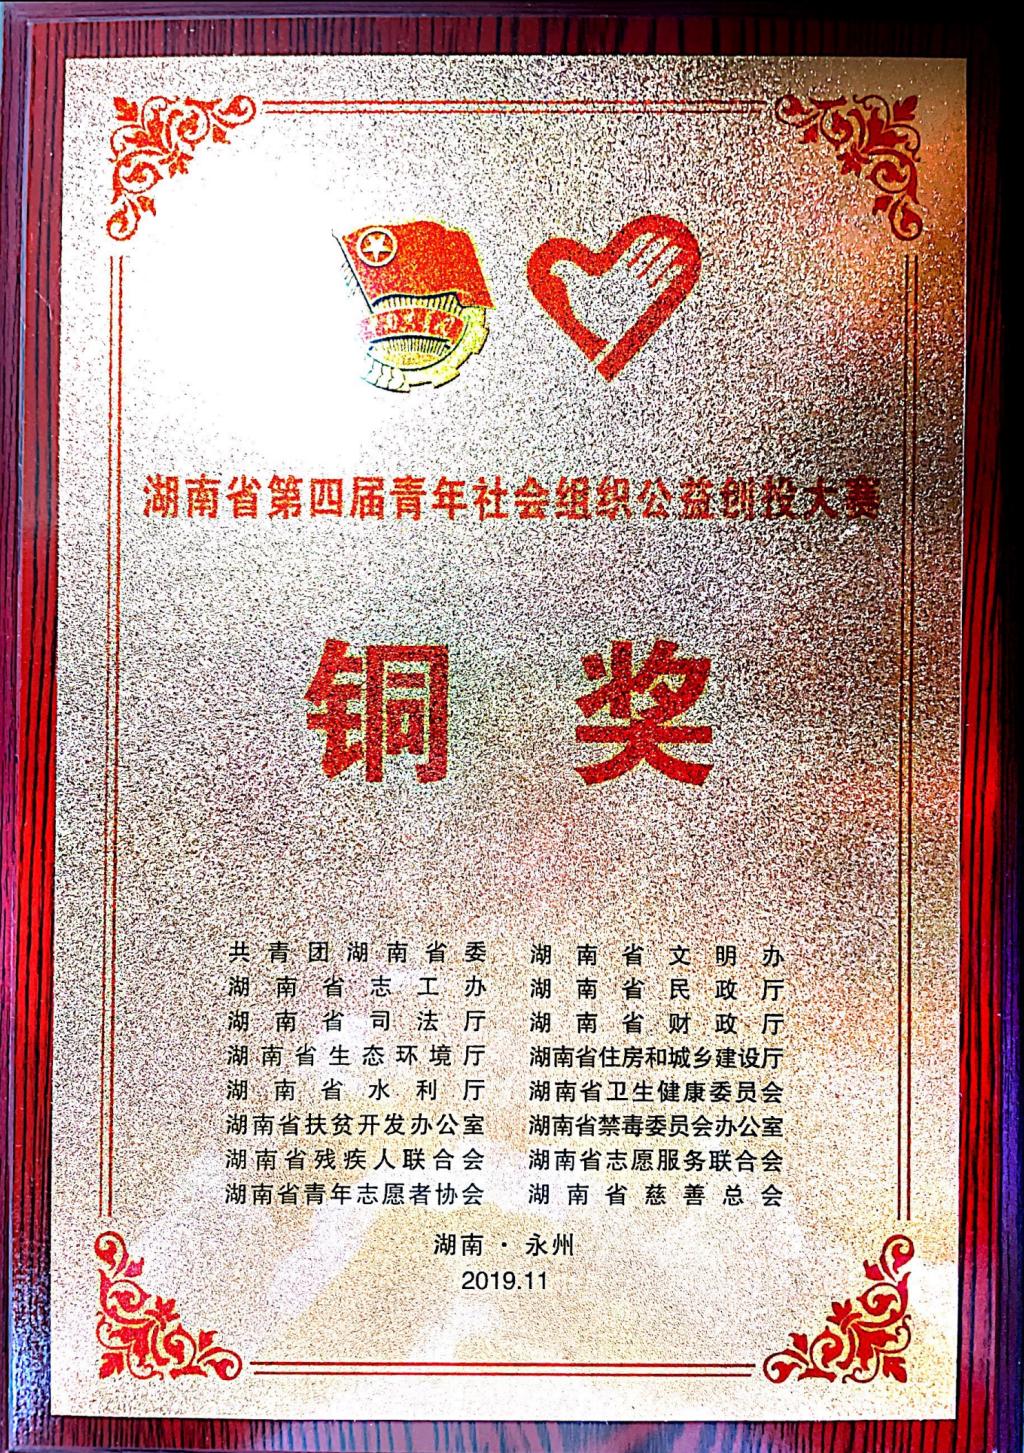 湖南省第四届青年社会组织公益创投大赛
铜奖
共青团湖南省委 湖南省文明办
湖南省志工办 湖南省民政厅
湖南省司法厅 湖南省财政厅
湖南省生态环境厅 湖南省住房和城乡建设厅
湖南省水利厅 湖南省卫生健康委员会
湖南省扶贫开发办公室 湖南省禁毒委员会办公室
湖南省残疾人联合会 湖南省志愿服务联合会
湖南省青年志愿者协会 湖南省慈善总会
湖南·永州
2019.11